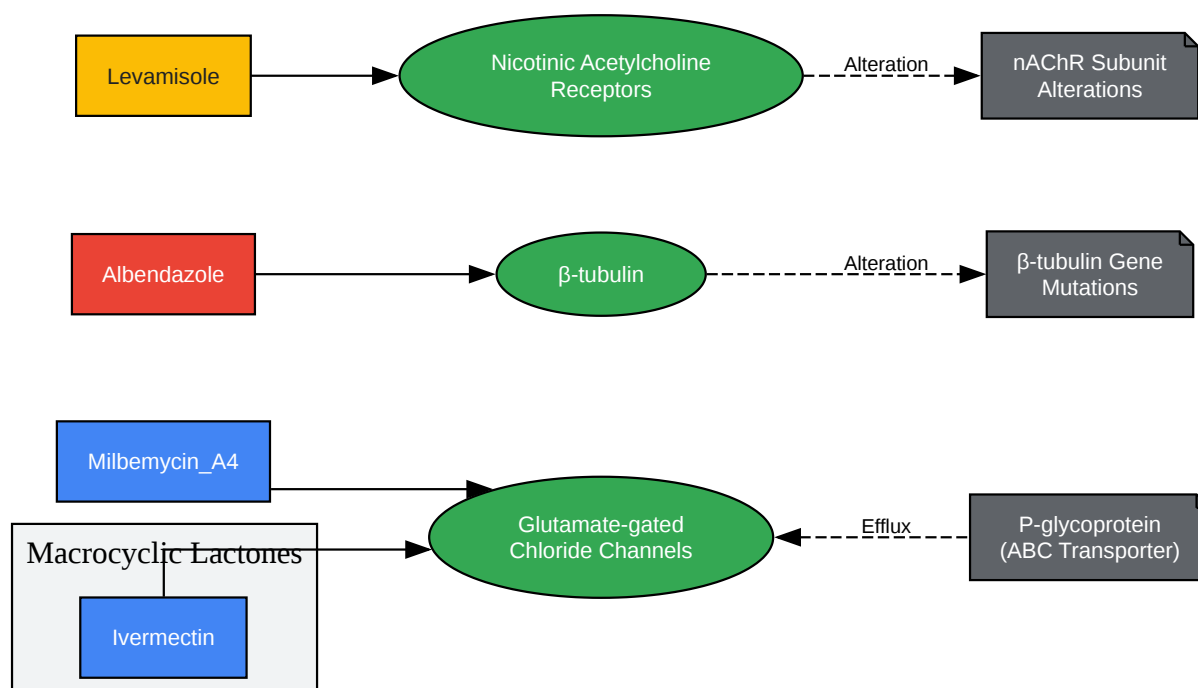 Levamisole
Nicotinic Acetylcholine
Receptors
Alteration
nAChR Subunit
Alterations
Albendazole
β-tubulin
Alteration
β-tubulin Gene
Mutations
Milbemycin_A4
Macrocyclic Lactones
Ivermectin
Glutamate-gated
Chloride Channels
Efflux
P-glycoprotein
(ABC Transporter)